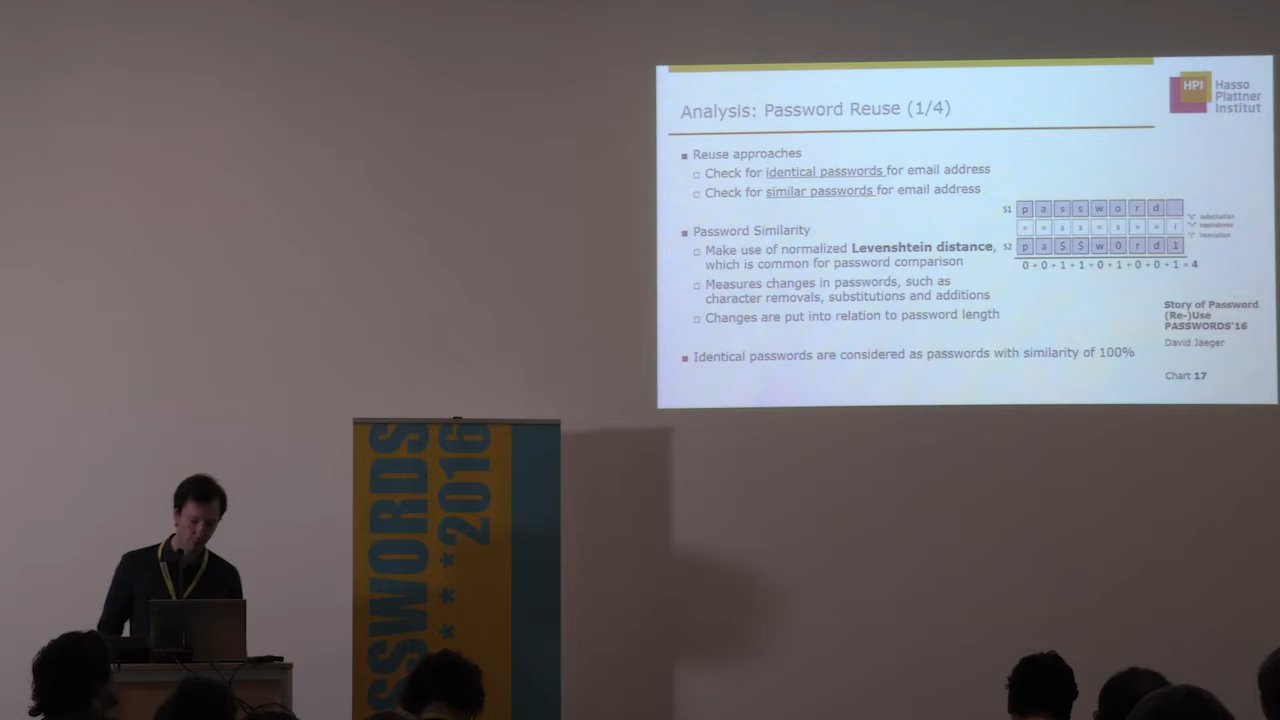 Analysis: Password Reuse (1/4)
HPI Hasso
Plattner
Institut
Reuse approaches
Check for identical passwords for email address
Check for similar passwords for email address
Password Similarity
Make use of normalized Levenshtein distance,
which is common for password comparison
Measures changes in passwords, such as
character removals, substitutions and additions
Changes are put into relation to password length
Identical passwords are considered as passwords with similarity of 100%
S1 p a s s w o r d
= = s s = s = = i
S2 p a $ $ w 0 r d 1
0 + 0 + 1 + 1 + 0 + 1 + 0 + 0 + 1 = 4
"s" substitution
"=" equivalence
"i" insertion
Story of Password
(Re-)Use
PASSWORDS'16
David Jaeger
Chart 17
SSWORDS
* * * 2016